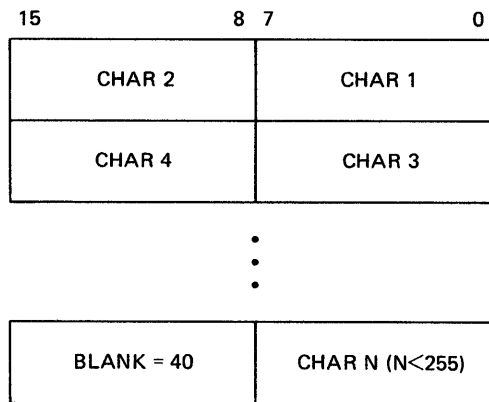 15 8 7 0
CHAR 2 CHAR 1
CHAR 4 CHAR 3
BLANK = 40 CHAR N (N<255)